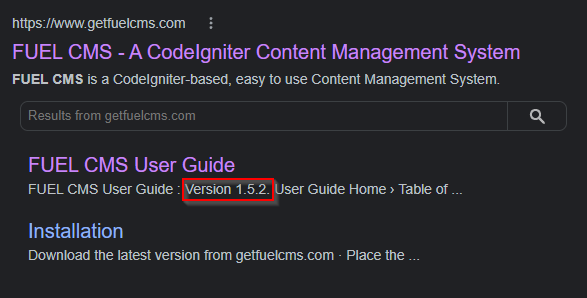 https://www.getfuelcms.com
FUEL CMS - A CodeIgniter Content Management System
FUEL CMS is a CodeIgniter-based, easy to use Content Management System.
Results from getfuelcms.com
FUEL CMS User Guide
FUEL CMS User Guide : Version 1.5.2. User Guide Home › Table of ...
Installation
Download the latest version from getfuelcms.com · Place the ...